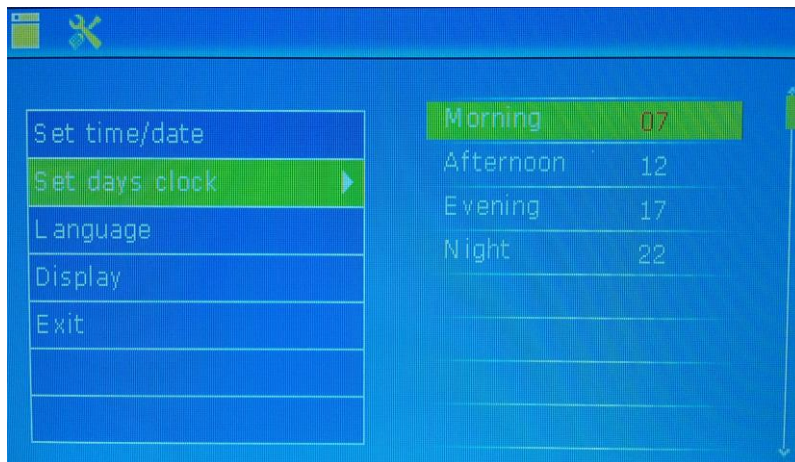 Set time/date
Set days clock
Language
Display
Exit
Morning 07
Afternoon 12
Evening 17
Night 22